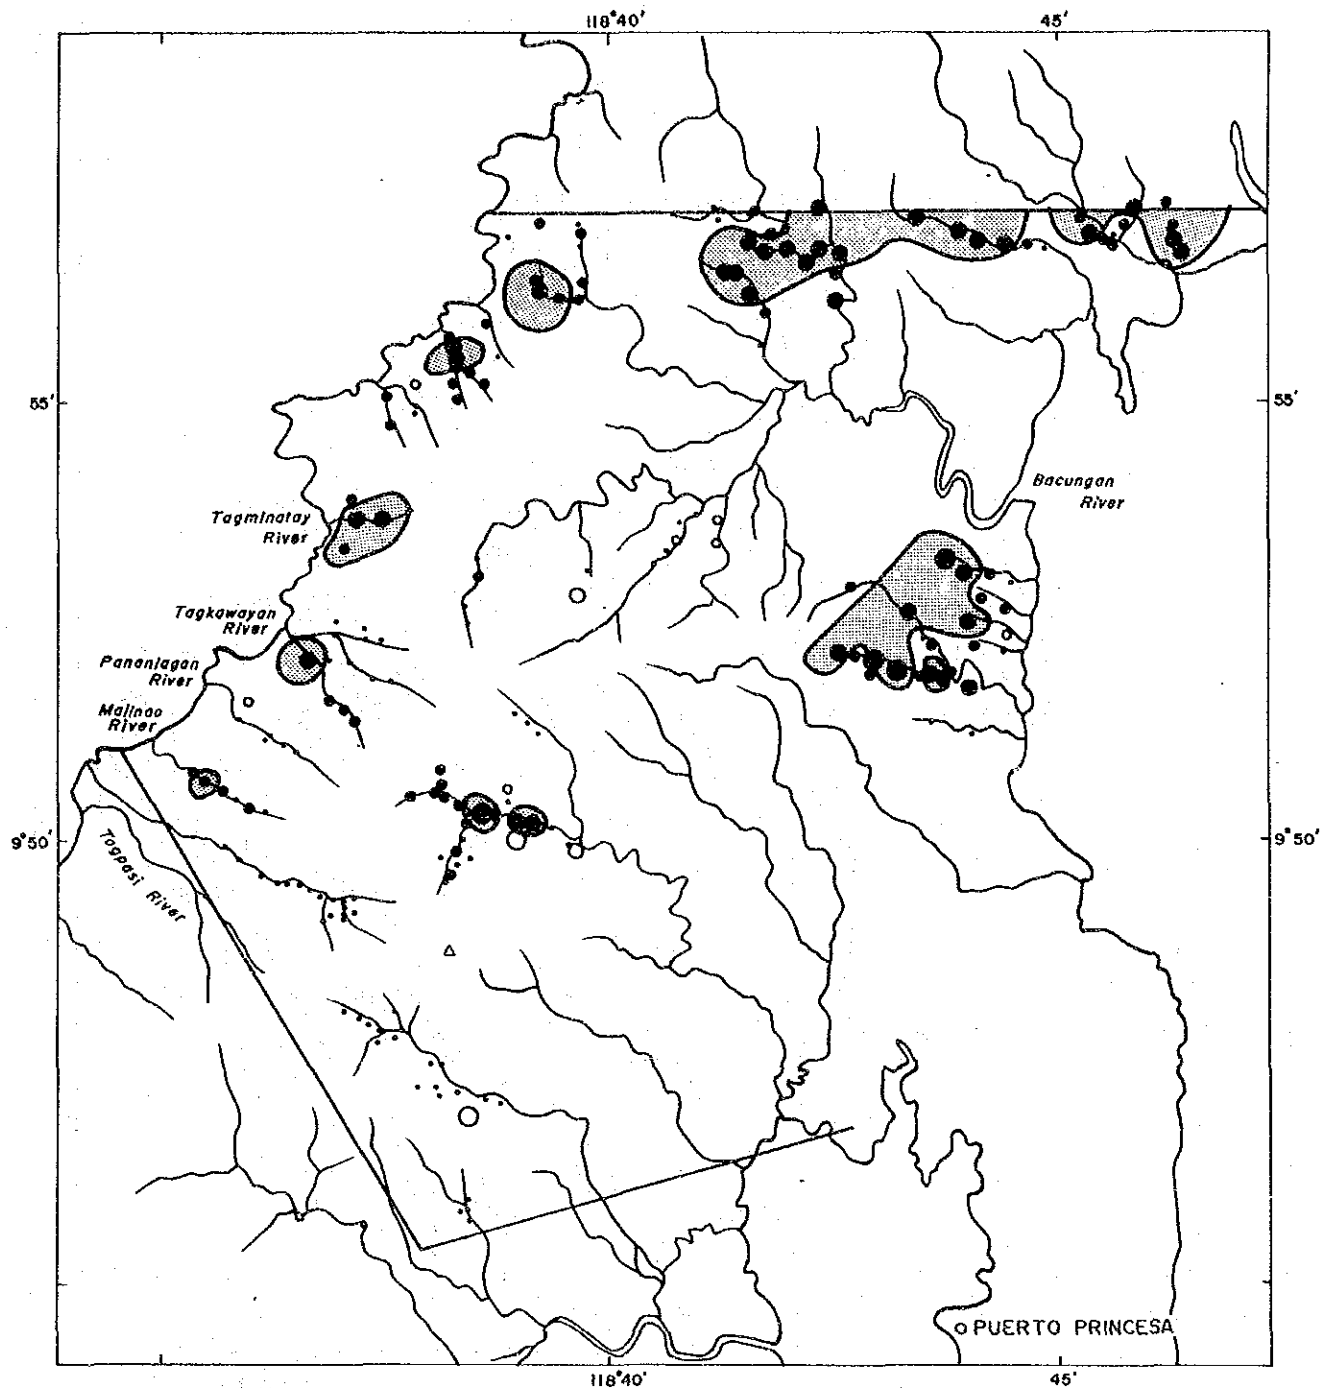 118°40′
45′
55′
55′
Bacungan
River
Tagminatay
River
Tagkawayan
River
Pananlagan
River
Malinao
River
9°50′
9°50′
Tagpasi River
PUERTO PRINCESA
118°40′
45′